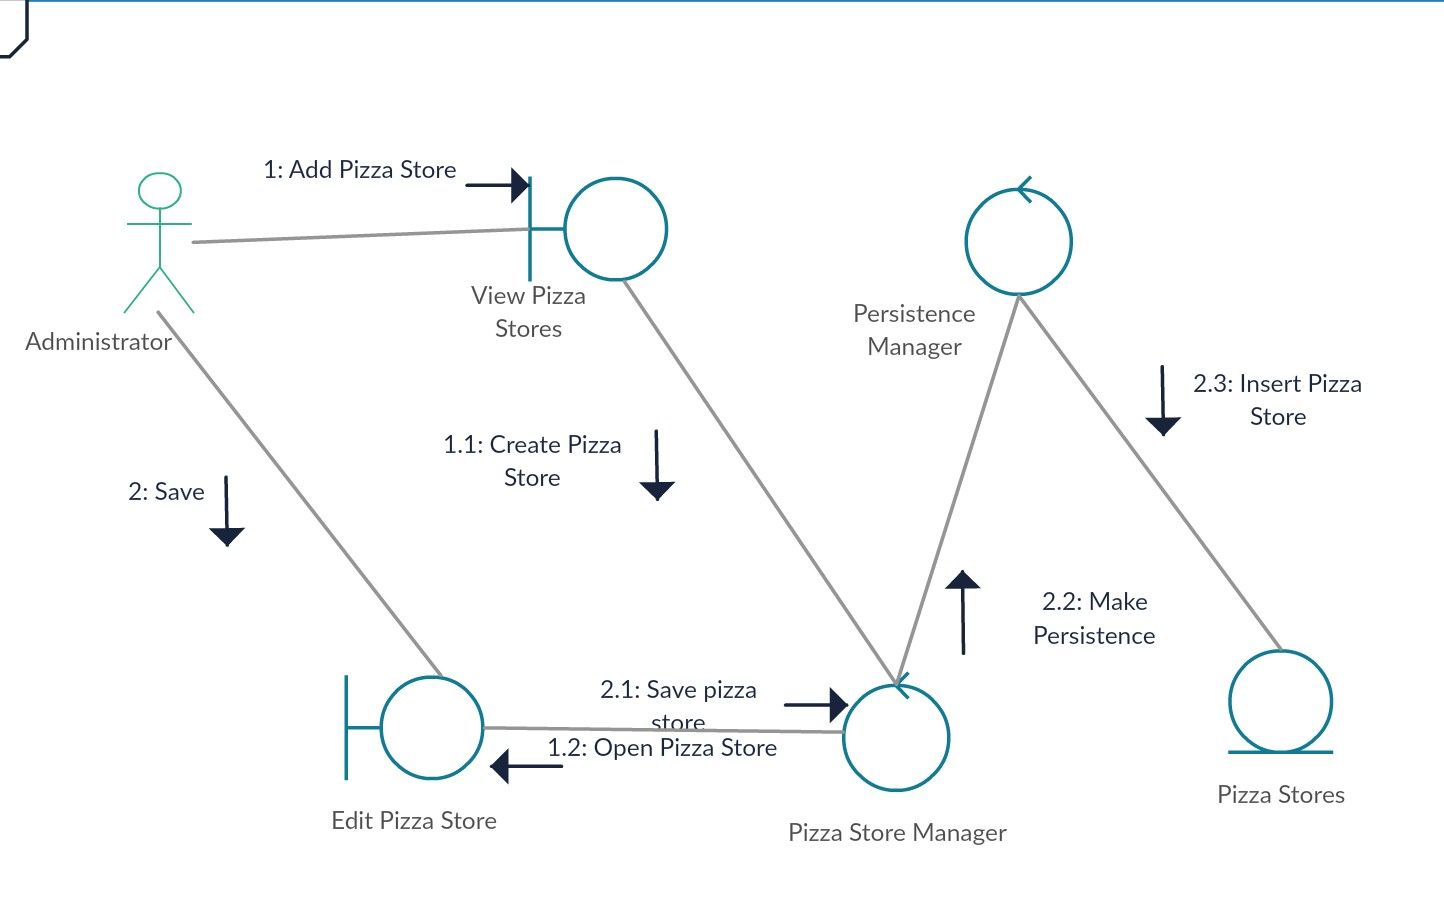 1: Add Pizza Store
View Pizza
Stores
Administrator
Persistence
Manager
2.3: Insert Pizza
Store
1.1: Create Pizza
Store
2: Save
2.2: Make
Persistence
2.1: Save pizza
store
1.2: Open Pizza Store
Edit Pizza Store
Pizza Store Manager
Pizza Stores